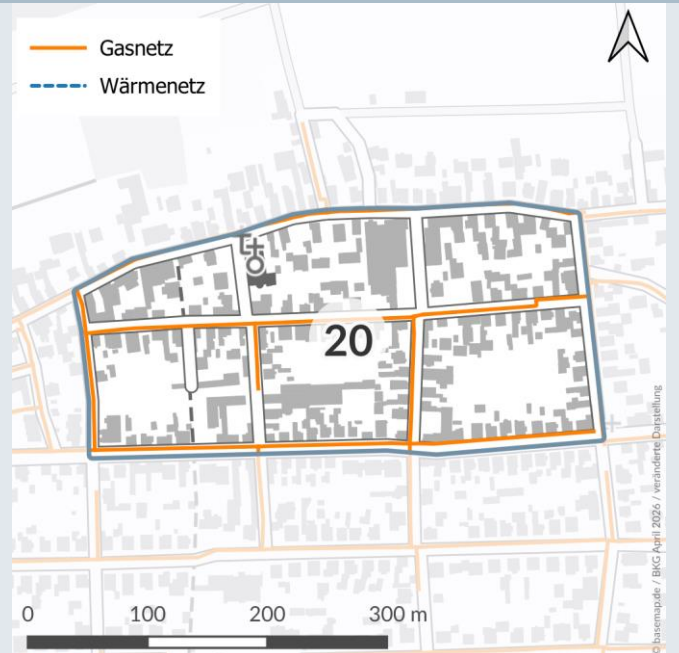 Gasnetz
Wärmenetz
20
0 100 200 300 m
© basemap.de / BKG April 2026 / veränderte Darstellung